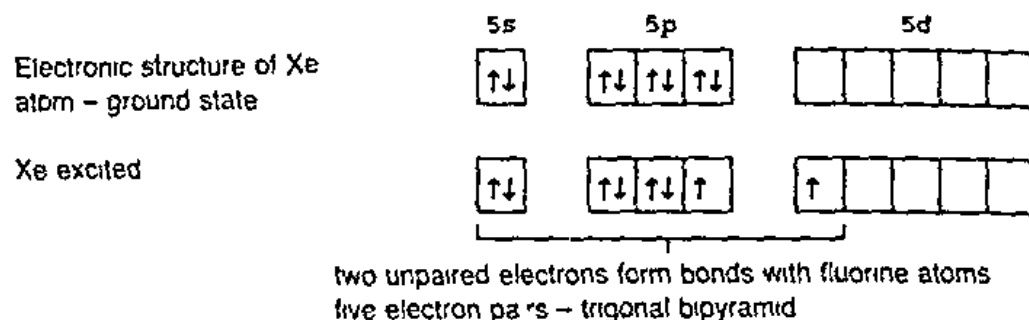 5s 5p 5d
Electronic structure of Xe
atom – ground state
↑↓ ↑↓ ↑↓ ↑↓
Xe excited
↑↓ ↑↓ ↑↓ ↑ ↑
two unpaired electrons form bonds with fluorine atoms
five electron pairs – trigonal bipyramid